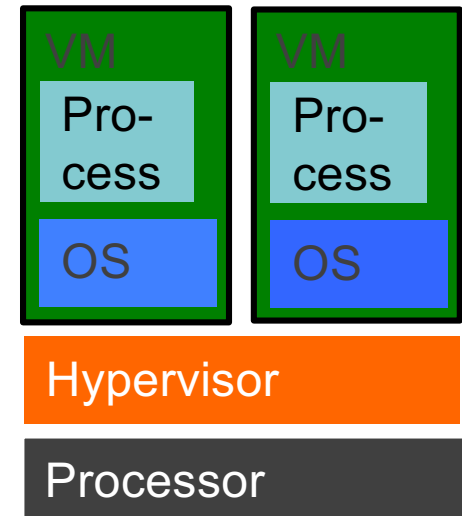 VM
Pro-
cess
OS
VM
Pro-
cess
OS
Hypervisor
Processor